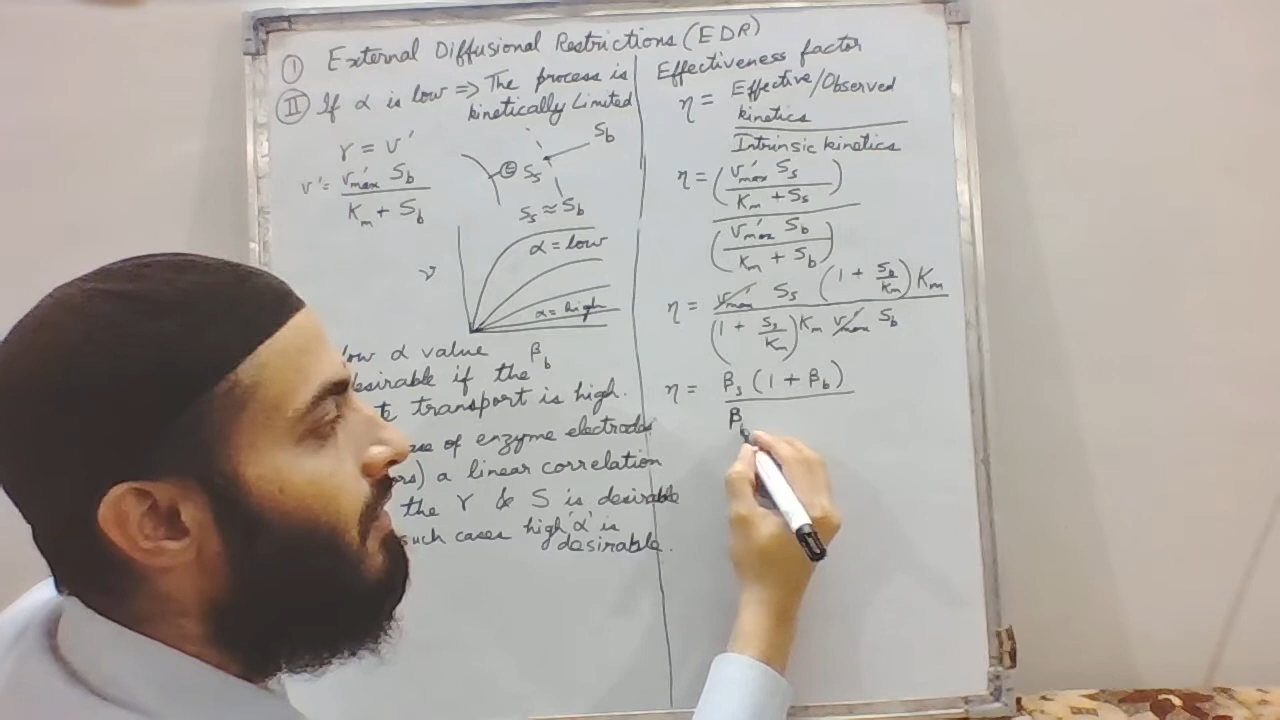 I External Diffusional Restrictions (EDR)
II If α is low => The process is
kinetically Limited
r = v'
v' = v'max Sb / Km + Sb
E Ss
Sb
Ss ≈ Sb
v
α = low
α = high
low α value βb
desirable if the
transport is high.
of enzyme electrodes
a linear correlation
the r & S is desirable
such cases high 'α' is
desirable.
Effectiveness factor
η = Effective/Observed
kinetics
Intrinsic kinetics
η = (v'max Ss / Km + Ss)
(v'max Sb / Km + Sb)
η = v'max Ss (1 + Sb/Km) Km
(1 + Ss/Km) Km v'max Sb
η = βs (1 + βb)
β